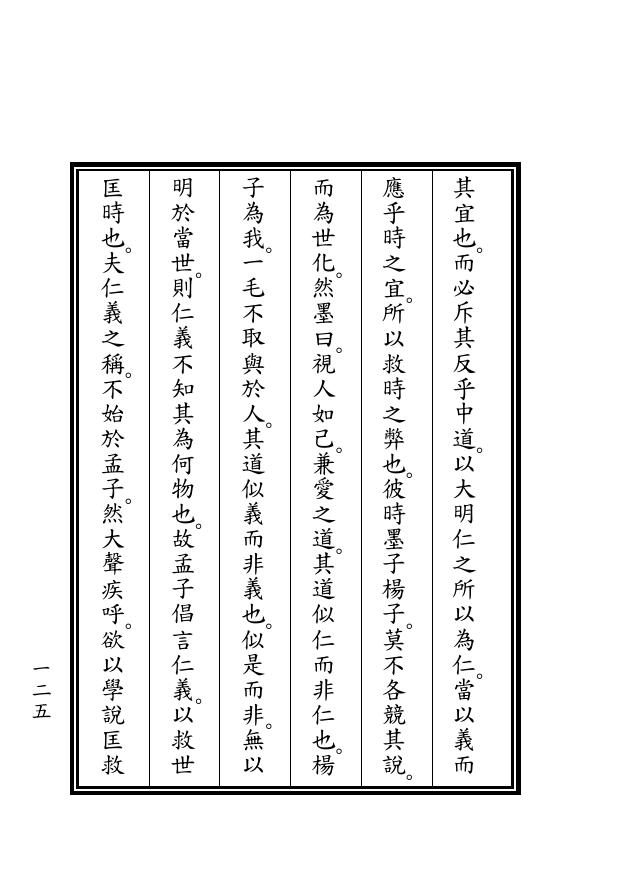 其宜也。而必斥其反乎中道。以大明仁之所以為仁。當以義而
應乎時之宜。所以救時之弊也。彼時墨子楊子。莫不各競其說。
而為世化。然墨曰。視人如己。兼愛之道。其道似仁而非仁也。楊
子為我。一毛不取與於人。其道似義而非義也。似是而非。無以
明於當世。則仁義不知其為何物也。故孟子倡言仁義。以救世
匡時也。夫仁義之稱。不始於孟子。然大聲疾呼。欲以學說匡救
一二五